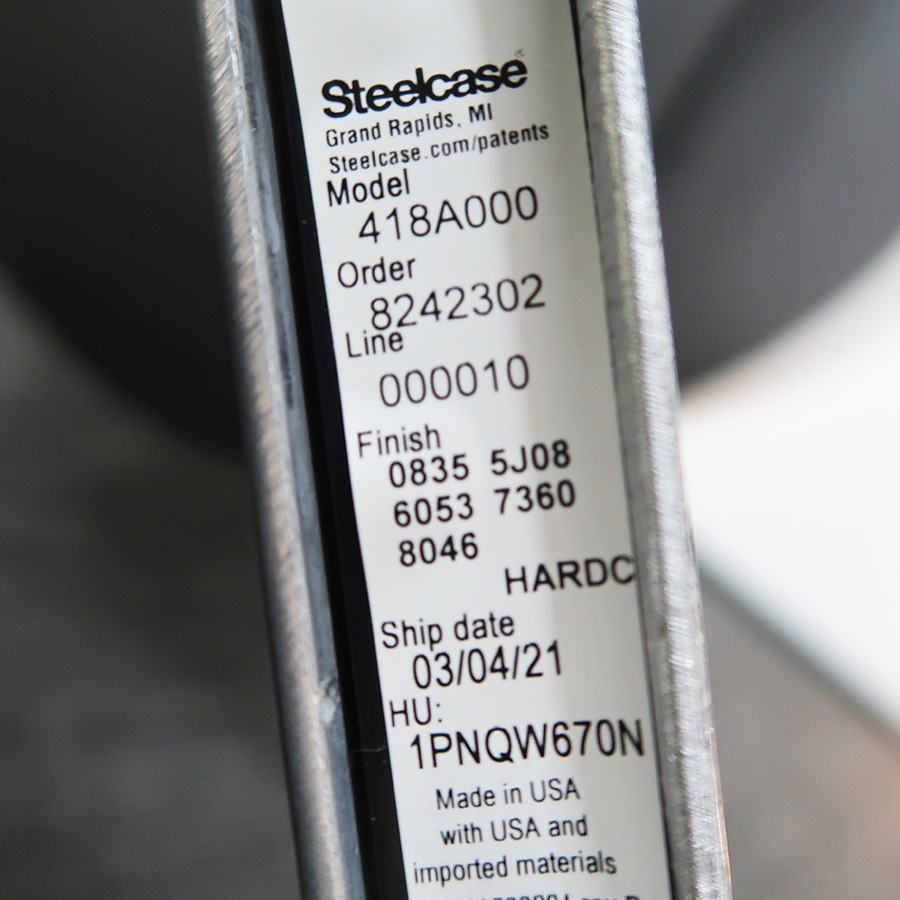 Steelcase®
Grand Rapids, MI
Steelcase.com/patents
Model
418A000
Order
8242302
Line
000010
Finish
0835 5J08
6053 7360
8046
HARDC
Ship date
03/04/21
HU:
1PNQW670N
Made in USA
with USA and
imported materials